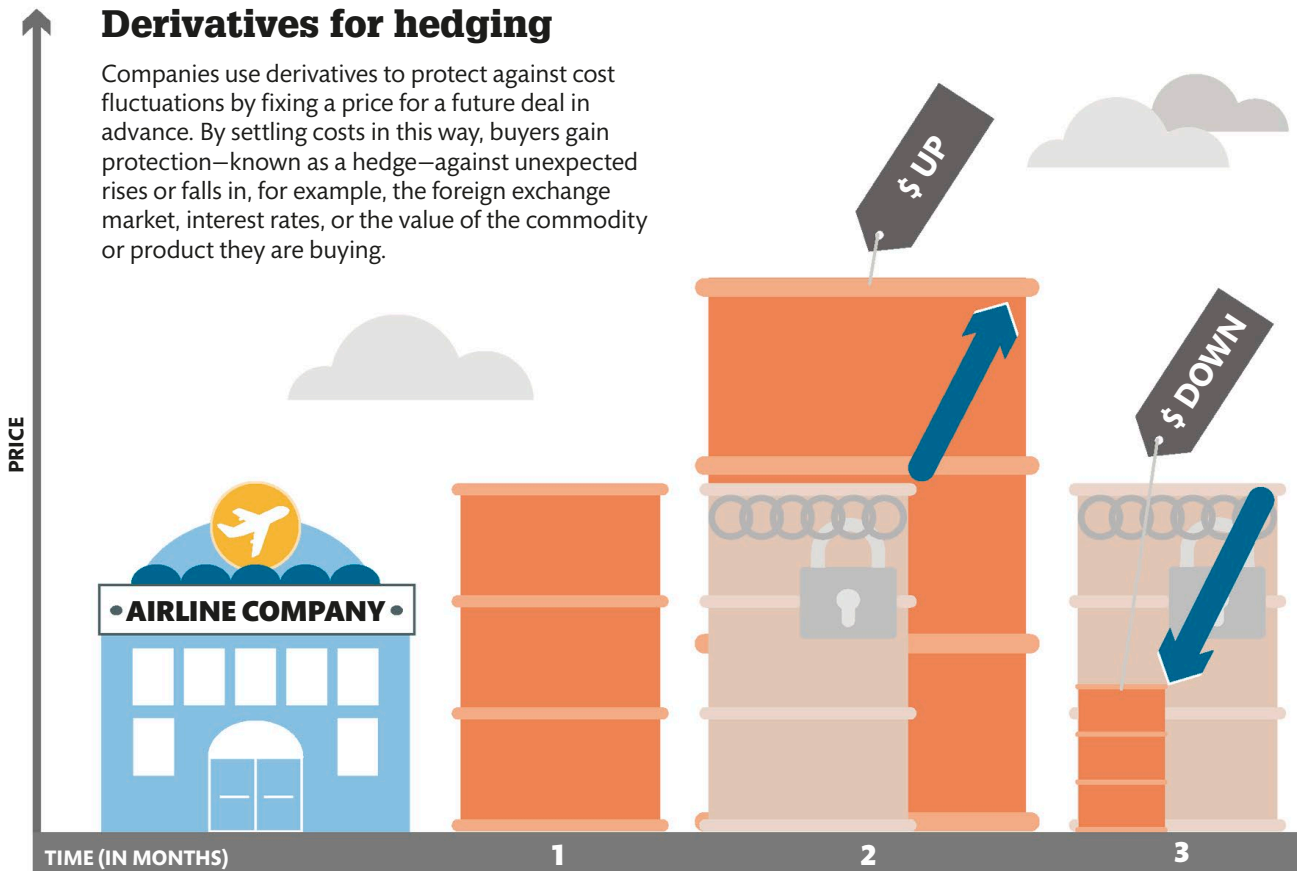 Derivatives for hedging
Companies use derivatives to protect against cost
fluctuations by fixing a price for a future deal in
advance. By settling costs in this way, buyers gain
protection—known as a hedge—against unexpected
rises or falls in, for example, the foreign exchange
market, interest rates, or the value of the commodity
or product they are buying.
$ UP
$ DOWN
PRICE
AIRLINE COMPANY
TIME (IN MONTHS)
1
2
3